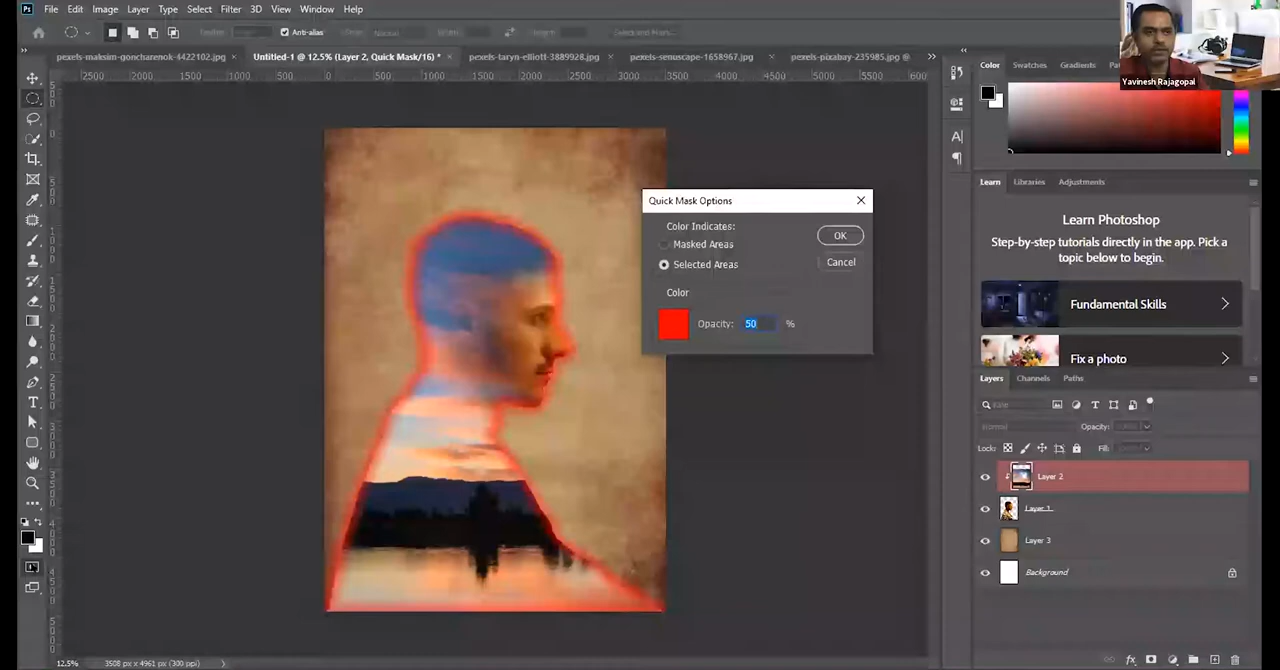 Ps File Edit Image Layer Type Select Filter 3D View Window Help
Anti-alias
Select and Mask...
pexels-maksim-goncharenok-4422102.jpg × Untitled-1 @ 12.5% (Layer 2, Quick Mask/16) * × pexels-taryn-elliott-3889928.jpg × pexels-senuscape-1658967.jpg × pexels-pixabay-235985.jpg @
Yavinesh Rajagopal
Color Swatches Gradients
Learn Libraries Adjustments
Learn Photoshop
Step-by-step tutorials directly in the app. Pick a
topic below to begin.
Fundamental Skills
Fix a photo
Quick Mask Options
Color Indicates:
Masked Areas
Selected Areas
OK
Cancel
Color
Opacity: 50 %
Layers Channels Paths
Normal Opacity:
Lock: Fill:
Layer 2
Layer 1
Layer 3
Background
12.5% 3508 px x 4961 px (300 ppi)